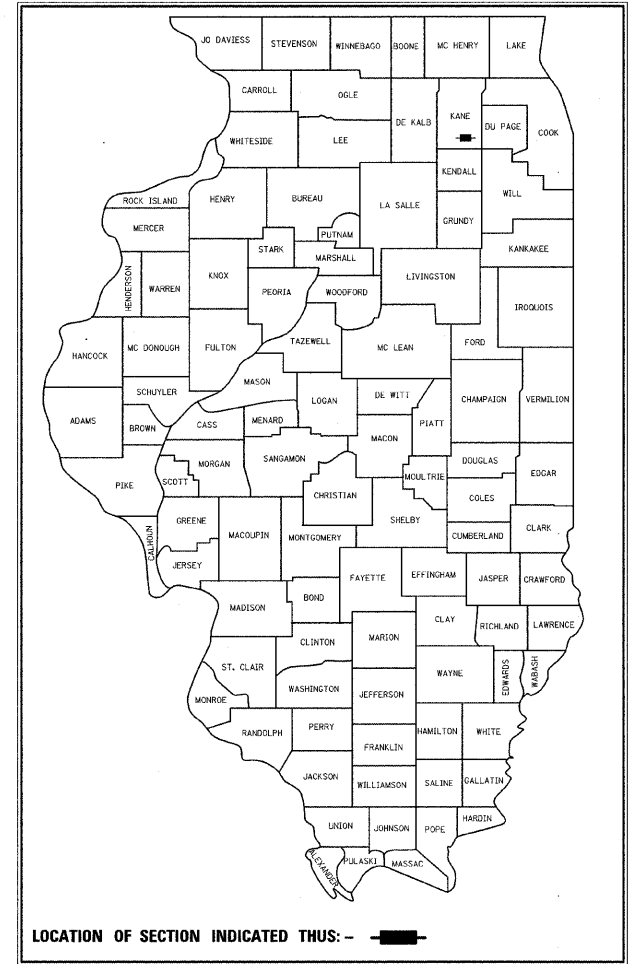 JO DAVIESS
STEVENSON
WINNEBAGO
BOONE
MC HENRY
LAKE
CARROLL
OGLE
DE KALB
KANE
DU PAGE
COOK
WHITESIDE
LEE
KENDALL
WILL
ROCK ISLAND
HENRY
BUREAU
LA SALLE
GRUNDY
MERCER
PUTNAM
STARK
MARSHALL
KANKAKEE
HENDERSON
WARREN
KNOX
PEORIA
WOODFORD
LIVINGSTON
IROQUOIS
HANCOCK
MC DONOUGH
FULTON
TAZEWELL
MC LEAN
FORD
SCHUYLER
MASON
LOGAN
DE WITT
CHAMPAIGN
VERMILION
ADAMS
BROWN
CASS
MENARD
MACON
PIATT
SANGAMON
DOUGLAS
EDGAR
PIKE
SCOTT
MORGAN
CHRISTIAN
MOULTRIE
COLES
CALHOUN
GREENE
MACOUPIN
MONTGOMERY
SHELBY
CUMBERLAND
CLARK
JERSEY
FAYETTE
EFFINGHAM
JASPER
CRAWFORD
MADISON
BOND
CLAY
RICHLAND
LAWRENCE
CLINTON
MARION
ST. CLAIR
WAYNE
EDWARDS
WABASH
WASHINGTON
JEFFERSON
MONROE
RANDOLPH
PERRY
HAMILTON
WHITE
FRANKLIN
JACKSON
WILLIAMSON
SALINE
GALLATIN
UNION
JOHNSON
POPE
HARDIN
ALEXANDER
PULASKI
MASSAC
LOCATION OF SECTION INDICATED THUS: –